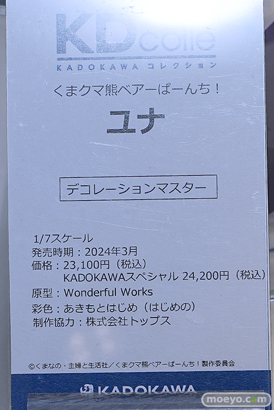 KDcolle
KADOKAWA コレクション
くまクマ熊ベアーぱーんち！
ユナ
デコレーションマスター
1/7スケール
発売時期：2024年3月
価格：23,100円（税込）
KADOKAWAスペシャル 24,200円（税込）
原型：Wonderful Works
彩色：あきもとはじめ（はじめの）
制作協力：株式会社トップス
©くまなの・主婦と生活社／くまクマ熊ベアーぱーんち！製作委員会
KADOKAWA
moeyo.com